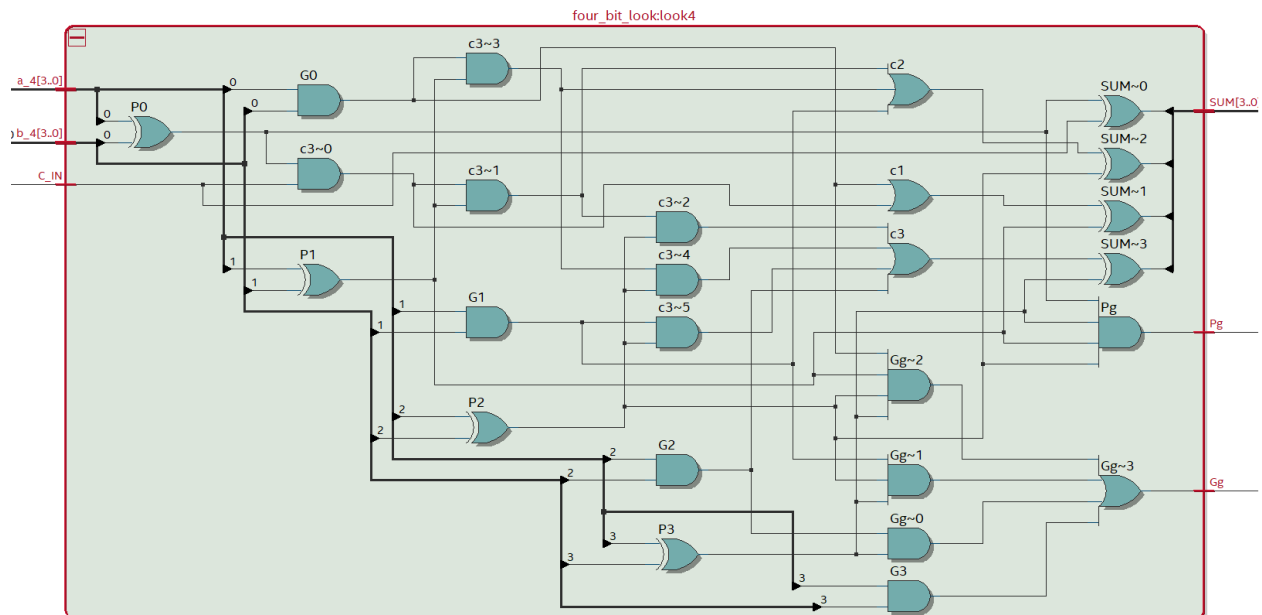 four_bit_look:look4
c3~3
a_4[3..0]
0
G0
SUM~0
c2
P0
0
0
SUM[3..0
b_4[3..0]
0
SUM~2
c3~0
c3~1
c1
C_IN
SUM~1
c3~2
c3
SUM~3
P1
1
c3~4
1
G1
1
c3~5
Pg
Pg
1
Gg~2
P2
2
2
G2
2
Gg~1
Gg~3
2
Gg
Gg~0
P3
3
3
G3
3
3